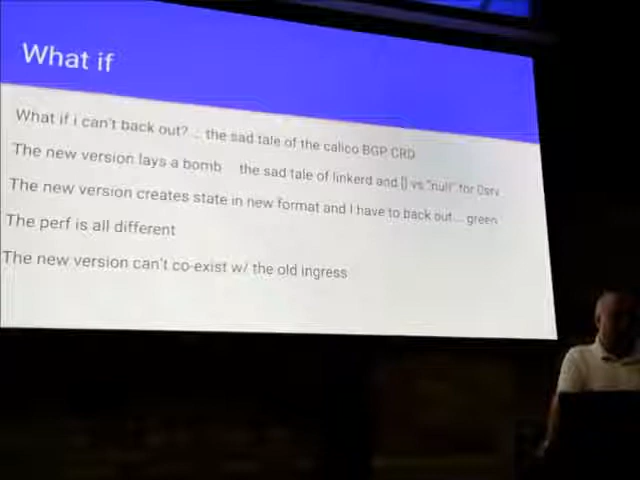 What if
What if i can't back out? ... the sad tale of the calico BGP CRD
The new version lays a bomb the sad tale of linkerd and [] vs "null" for 0srv
The new version creates state in new format and I have to back out... green
The perf is all different
The new version can't co-exist w/ the old ingress